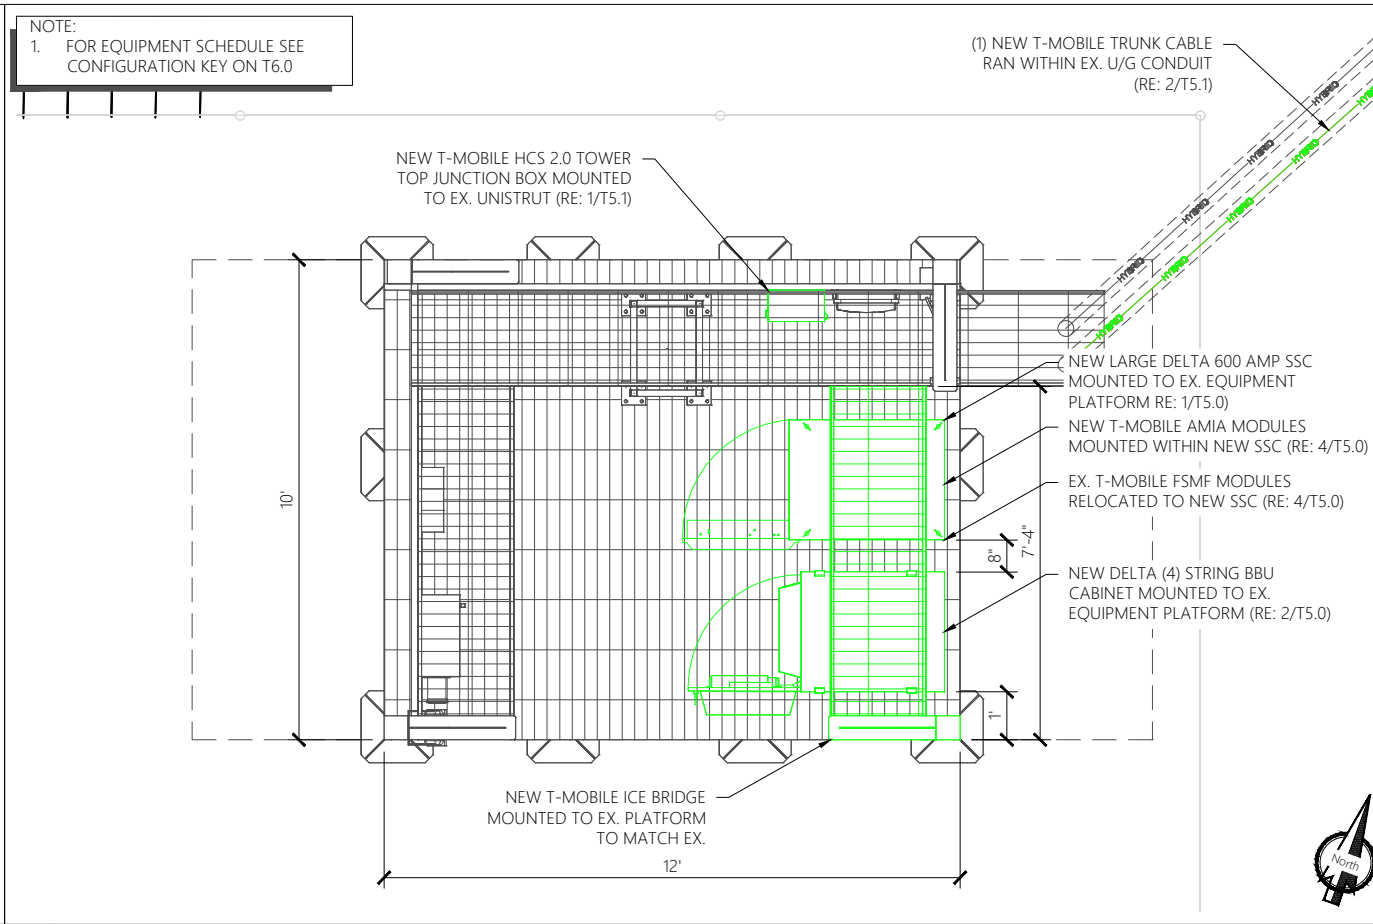 NOTE:
1. FOR EQUIPMENT SCHEDULE SEE
CONFIGURATION KEY ON T6.0
(1) NEW T-MOBILE TRUNK CABLE
RAN WITHIN EX. U/G CONDUIT
(RE: 2/T5.1)
HYBRID
HYBRID
HYBRID
HYBRID
HYBRID
HYBRID
HYBRID
HYBRID
NEW T-MOBILE HCS 2.0 TOWER
TOP JUNCTION BOX MOUNTED
TO EX. UNISTRUT (RE: 1/T5.1)
NEW LARGE DELTA 600 AMP SSC
MOUNTED TO EX. EQUIPMENT
PLATFORM RE: 1/T5.0)
NEW T-MOBILE AMIA MODULES
MOUNTED WITHIN NEW SSC (RE: 4/T5.0)
EX. T-MOBILE FSMF MODULES
RELOCATED TO NEW SSC (RE: 4/T5.0)
10'
8"
7'-4"
NEW DELTA (4) STRING BBU
CABINET MOUNTED TO EX.
EQUIPMENT PLATFORM (RE: 2/T5.0)
1'
NEW T-MOBILE ICE BRIDGE
MOUNTED TO EX. PLATFORM
TO MATCH EX.
12'
North